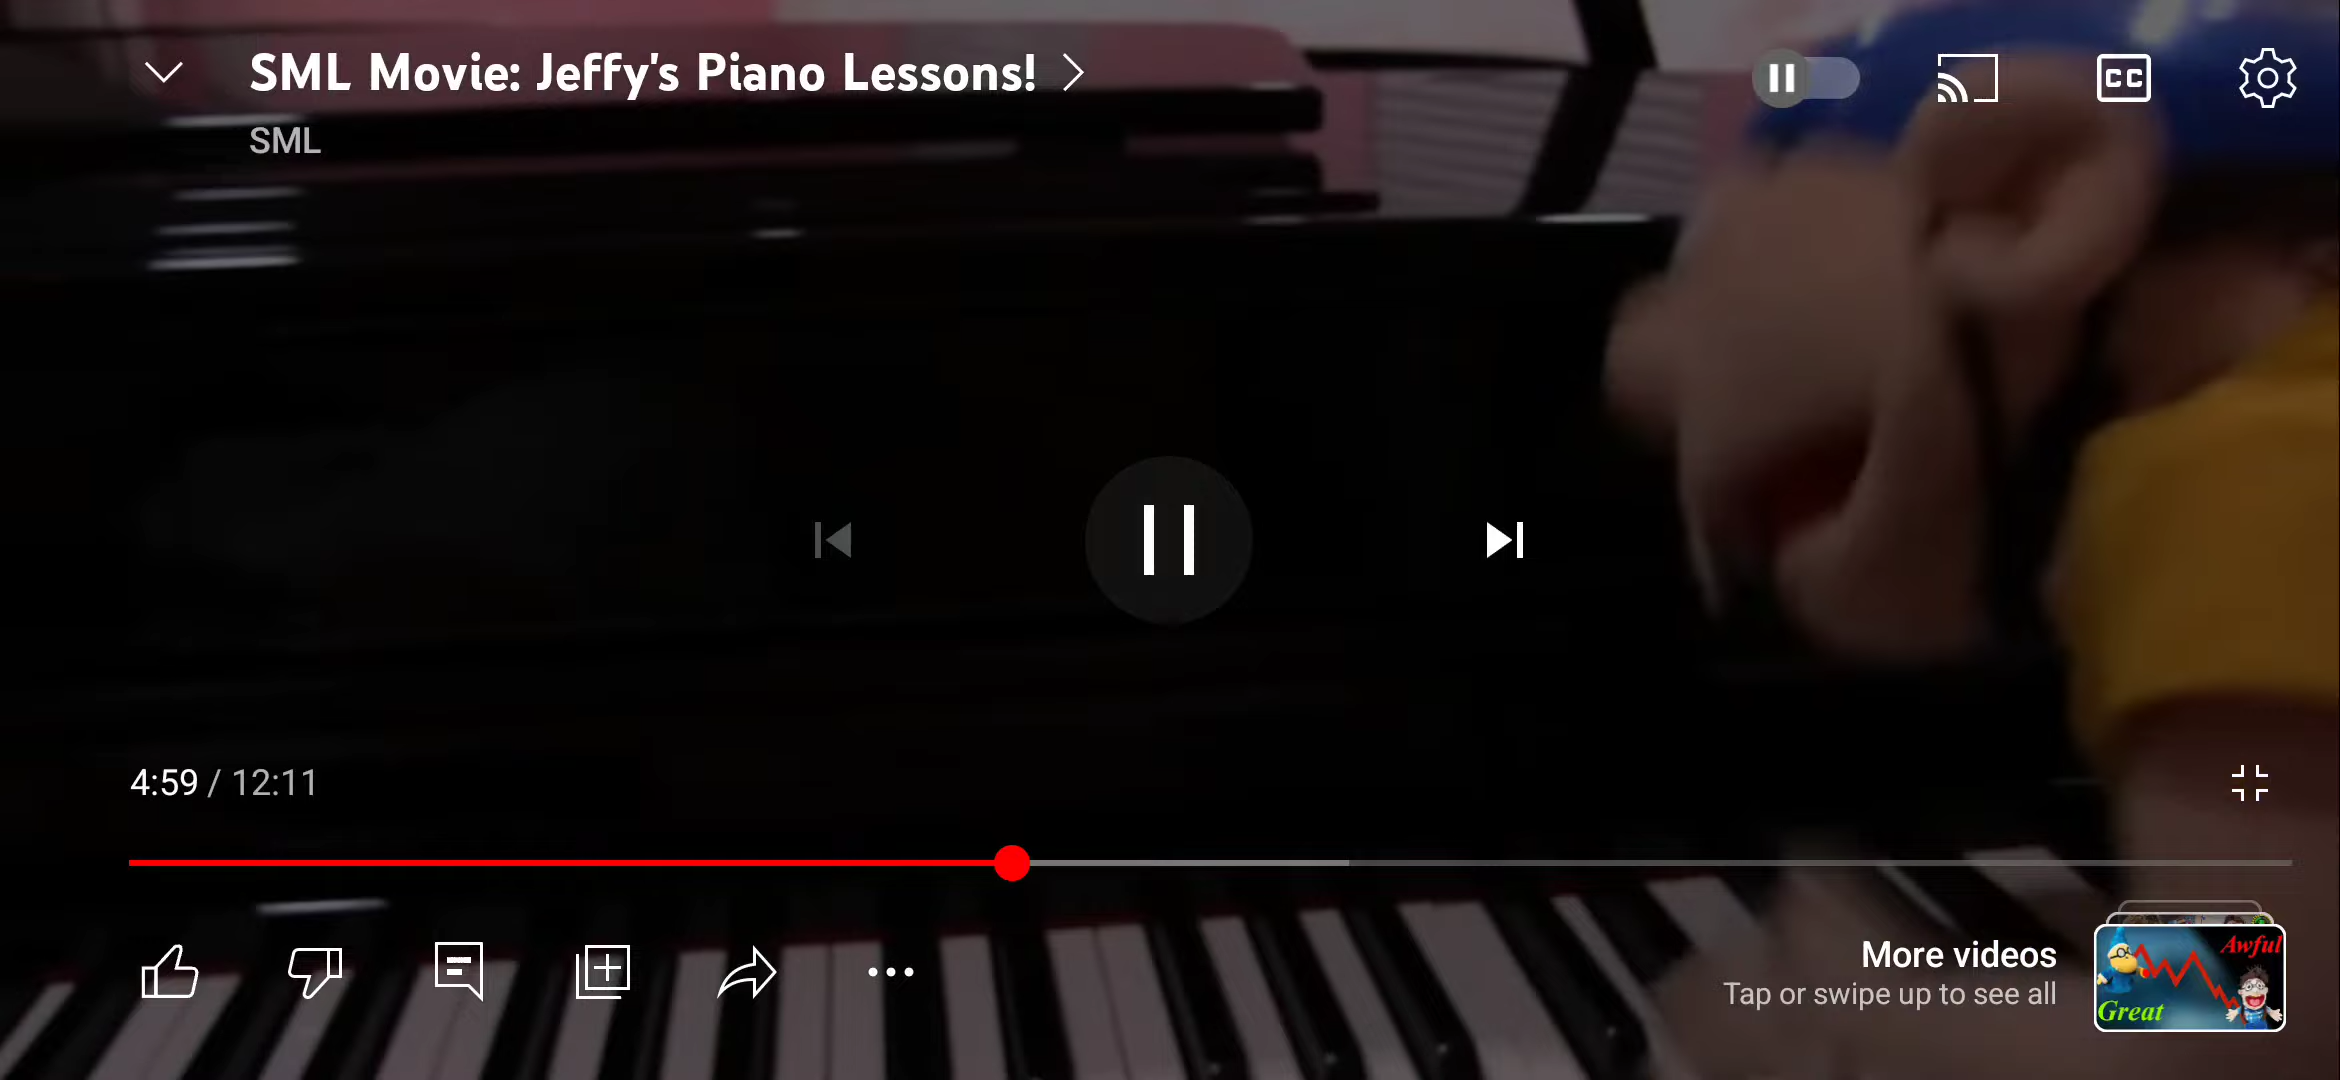 SML Movie: Jeffy's Piano Lessons!
SML
CC
4:59 / 12:11
More videos
Tap or swipe up to see all
Awful
Great